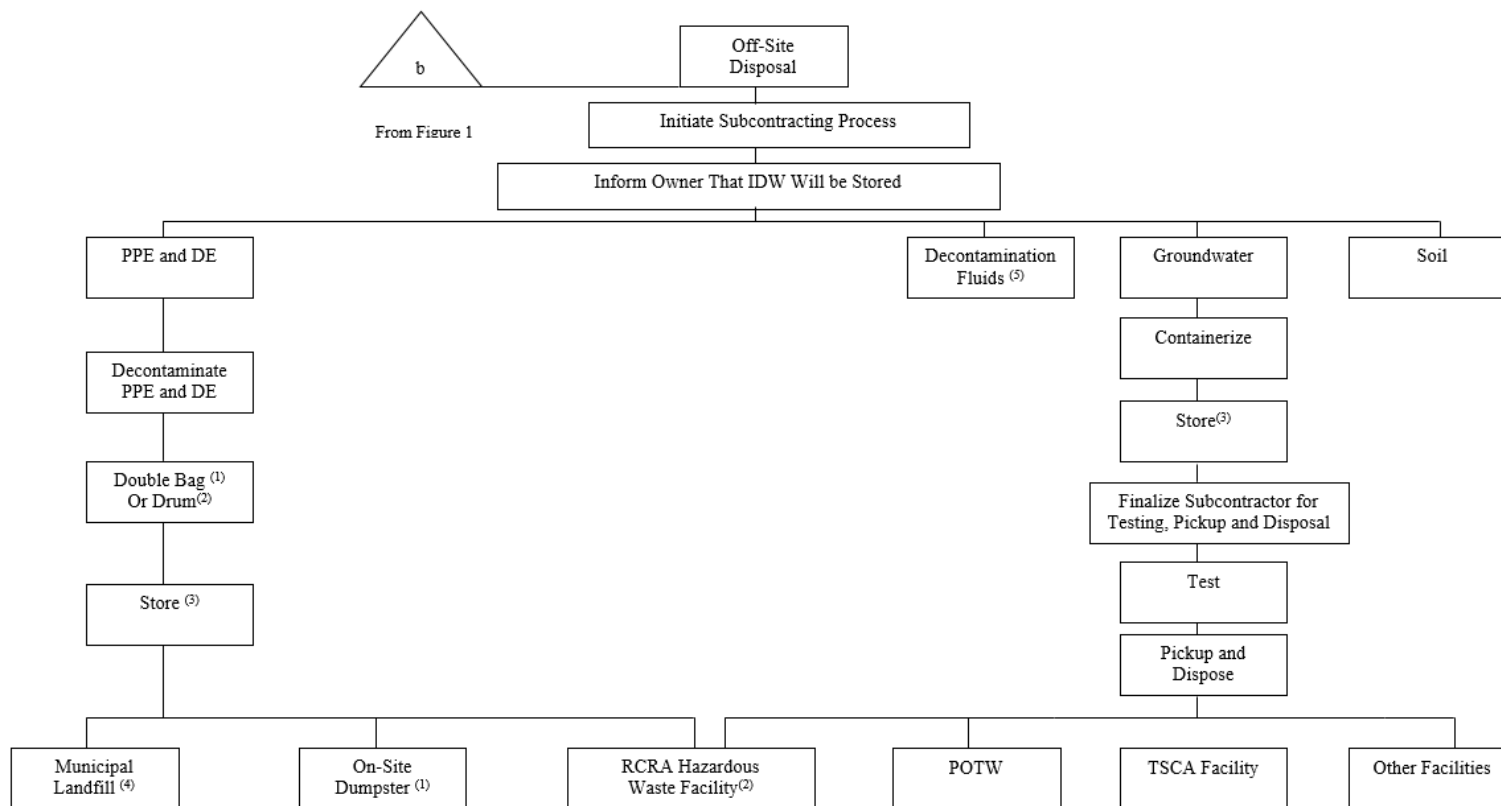 Off-Site
Disposal
b
Initiate Subcontracting Process
From Figure 1
Inform Owner That IDW Will be Stored
PPE and DE
Decontamination
Fluids (5)
Groundwater
Soil
Containerize
Decontaminate
PPE and DE
Store(3)
Double Bag (1)
Or Drum(2)
Finalize Subcontractor for
Testing, Pickup and Disposal
Store (3)
Test
Pickup and
Dispose
Municipal
Landfill (4)
On-Site
Dumpster (1)
RCRA Hazardous
Waste Facility(2)
POTW
TSCA Facility
Other Facilities